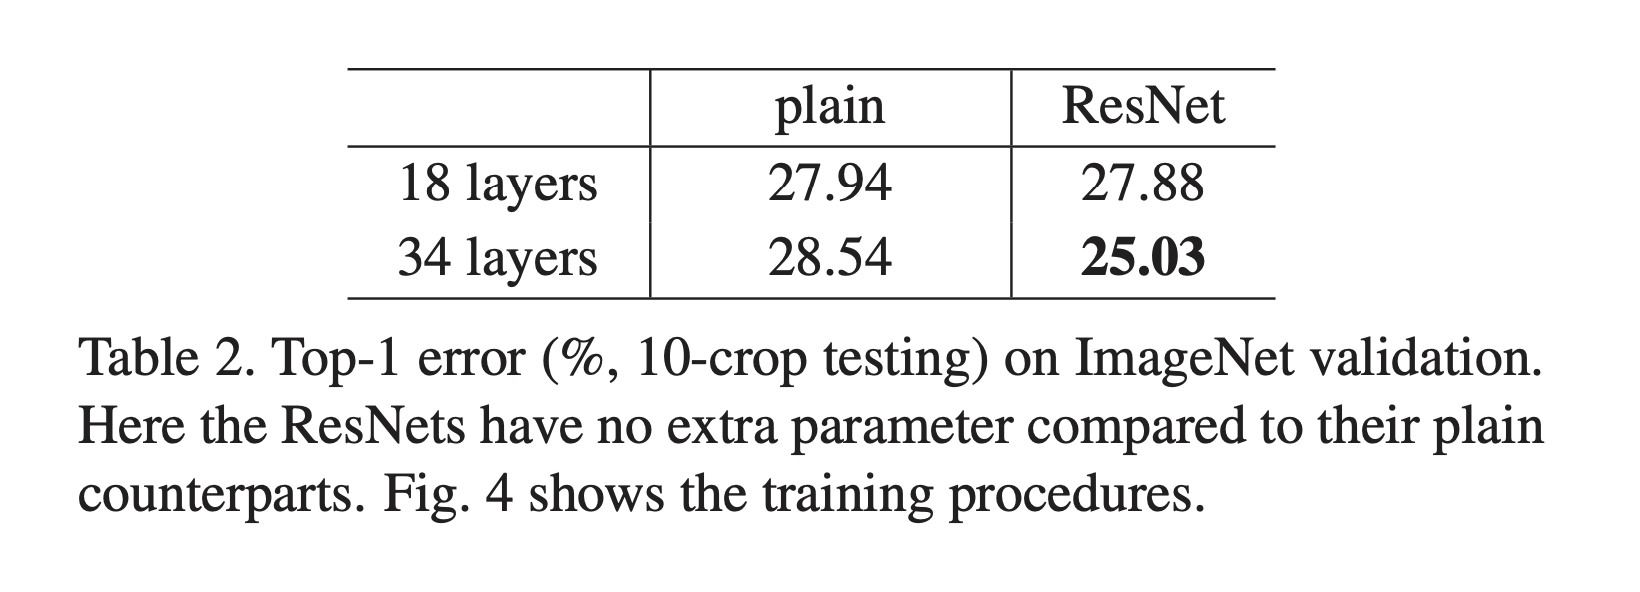 plain ResNet
18 layers 27.94 27.88
34 layers 28.54 25.03
Table 2. Top-1 error (%, 10-crop testing) on ImageNet validation.
Here the ResNets have no extra parameter compared to their plain
counterparts. Fig. 4 shows the training procedures.